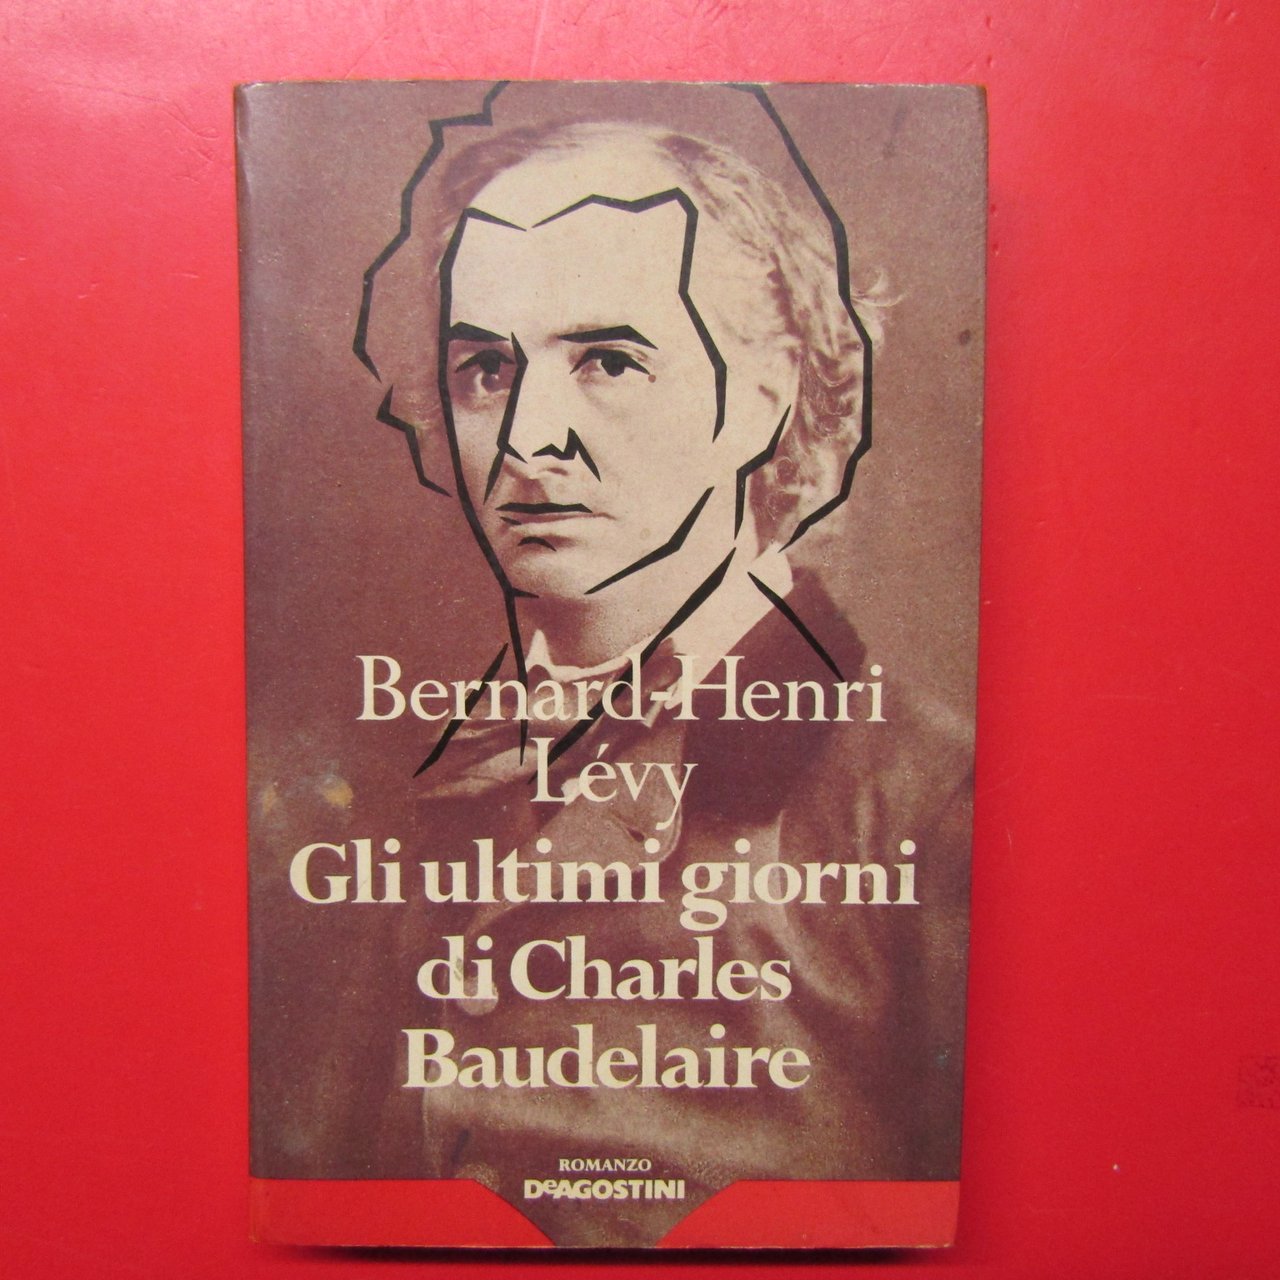 Bernard-Henri
Lévy
Gli ultimi giorni
di Charles
Baudelaire
ROMANZO
DeAGOSTINI